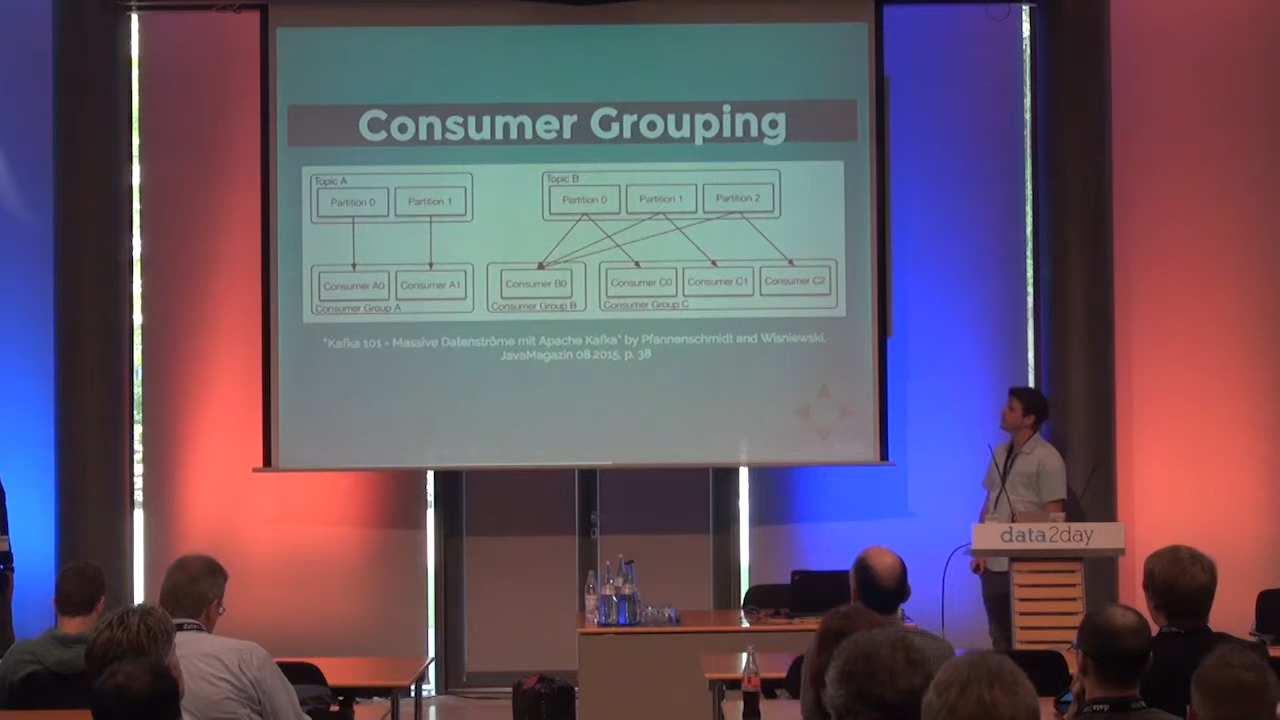 Consumer Grouping
Topic A
Partition 0
Partition 1
Topic B
Partition 0
Partition 1
Partition 2
Consumer A0
Consumer A1
Consumer Group A
Consumer B0
Consumer Group B
Consumer C0
Consumer C1
Consumer C2
Consumer Group C
"Kafka 101 - Massive Datenströme mit Apache Kafka" by Pfannenschmidt and Wisniewski,
JavaMagazin 08.2015, p. 38
data2day